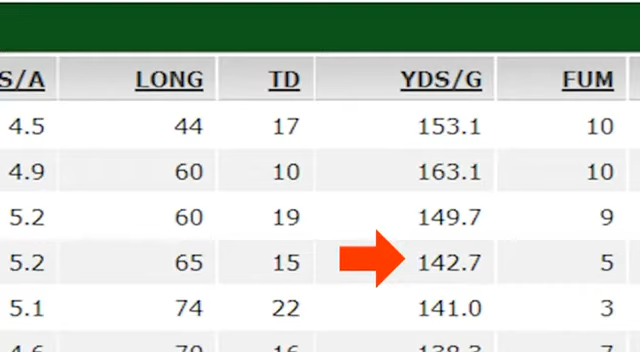 S/A LONG TD YDS/G FUM
4.5 44 17 153.1 10
4.9 60 10 163.1 10
5.2 60 19 149.7 9
5.2 65 15 142.7 5
5.1 74 22 141.0 3
4.6 70 16 138.3 7